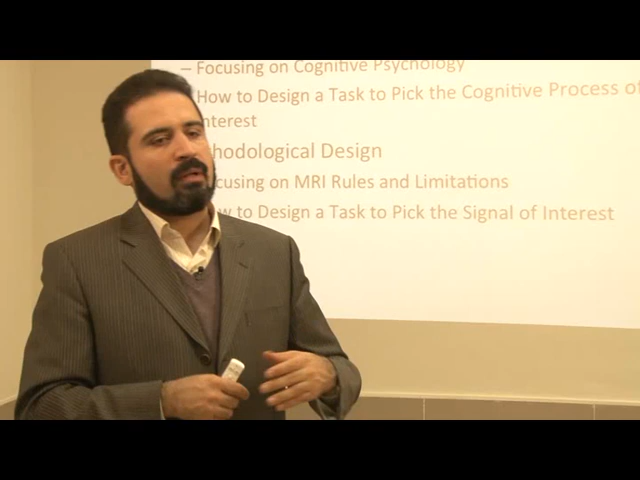 – Focusing on Cognitive Psychology
How to Design a Task to Pick the Cognitive Process of
nterest
hodological Design
cusing on MRI Rules and Limitations
w to Design a Task to Pick the Signal of Interest